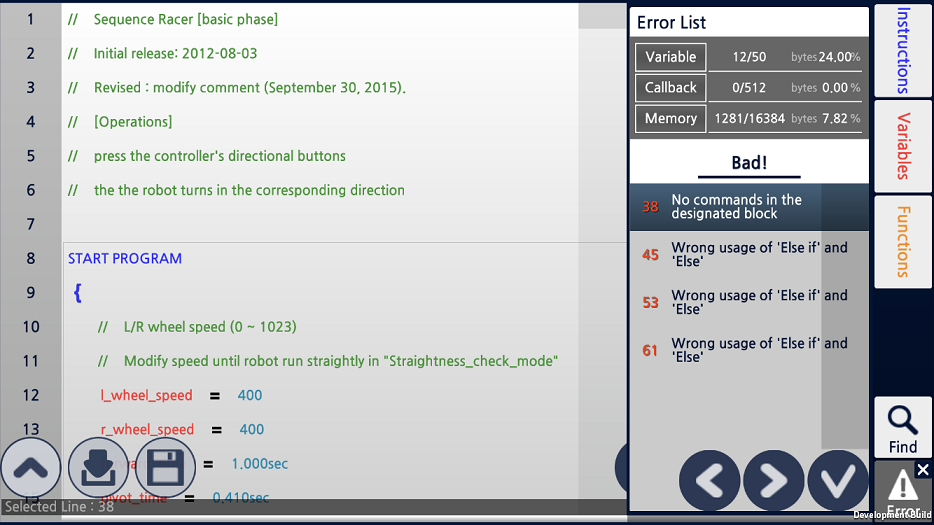 1 // Sequence Racer [basic phase]
2 // Initial release: 2012-08-03
3 // Revised : modify comment (September 30, 2015).
4 // [Operations]
5 // press the controller's directional buttons
6 // the the robot turns in the corresponding direction
7
8 START PROGRAM
9 {
10 // L/R wheel speed (0 ~ 1023)
11 // Modify speed until robot run straightly in "Straightness_check_mode"
12 l_wheel_speed = 400
13 r_wheel_speed = 400
= 1.000sec
pivot_time = 0.410sec
Selected Line : 38
Error List
Variable 12/50 bytes 24.00%
Callback 0/512 bytes 0.00 %
Memory 1281/16384 bytes 7.82 %
Bad!
38 No commands in the
designated block
45 Wrong usage of 'Else if' and
'Else'
53 Wrong usage of 'Else if' and
'Else'
61 Wrong usage of 'Else if' and
'Else'
Instructions
Variables
Functions
Find
Error
Development Build